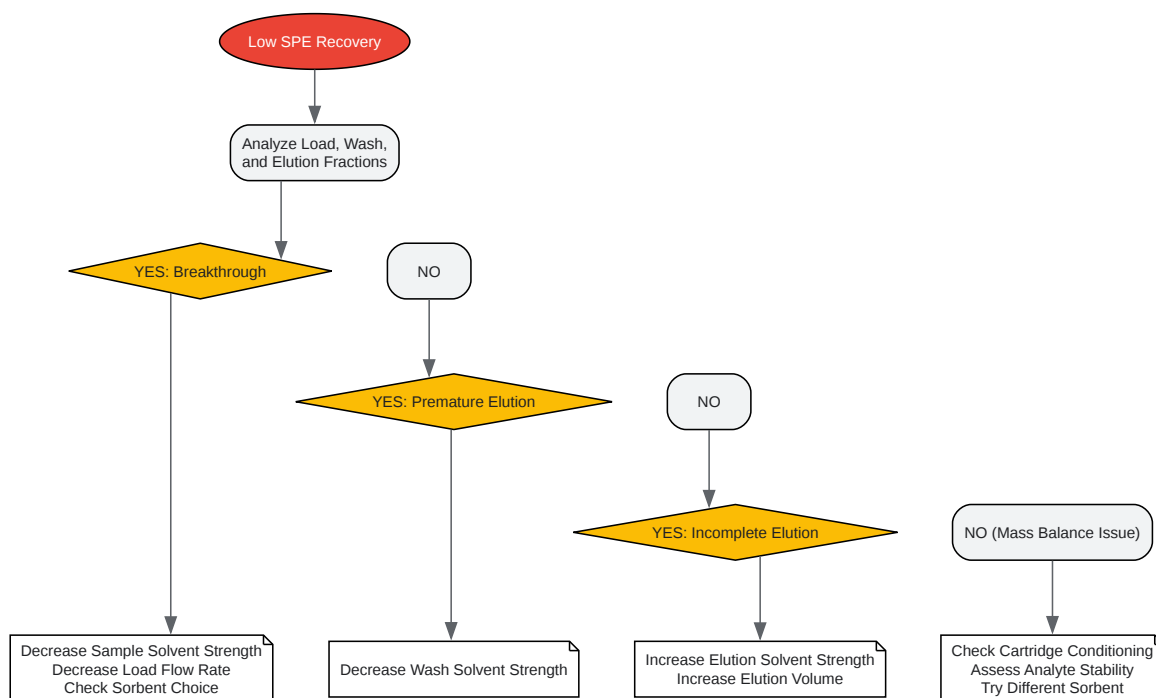 Low SPE Recovery
Analyze Load, Wash,
and Elution Fractions
YES: Breakthrough
NO
YES: Premature Elution
NO
YES: Incomplete Elution
NO (Mass Balance Issue)
Decrease Sample Solvent Strength
Decrease Load Flow Rate
Check Sorbent Choice
Decrease Wash Solvent Strength
Increase Elution Solvent Strength
Increase Elution Volume
Check Cartridge Conditioning
Assess Analyte Stability
Try Different Sorbent